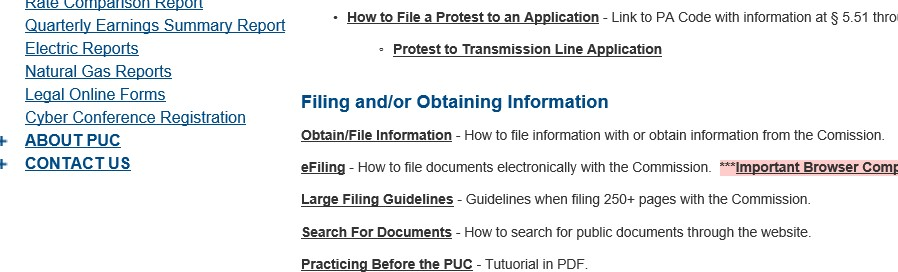 Rate Comparison Report
Quarterly Earnings Summary Report
Electric Reports
Natural Gas Reports
Legal Online Forms
Cyber Conference Registration
+ ABOUT PUC
+ CONTACT US
• How to File a Protest to an Application - Link to PA Code with information at § 5.51
◦ Protest to Transmission Line Application
Filing and/or Obtaining Information
Obtain/File Information - How to file information with or obtain information from the Comission.
eFiling - How to file documents electronically with the Commission. ***Important Browser
Large Filing Guidelines - Guidelines when filing 250+ pages with the Commission.
Search For Documents - How to search for public documents through the website.
Practicing Before the PUC - Tutuorial in PDF.